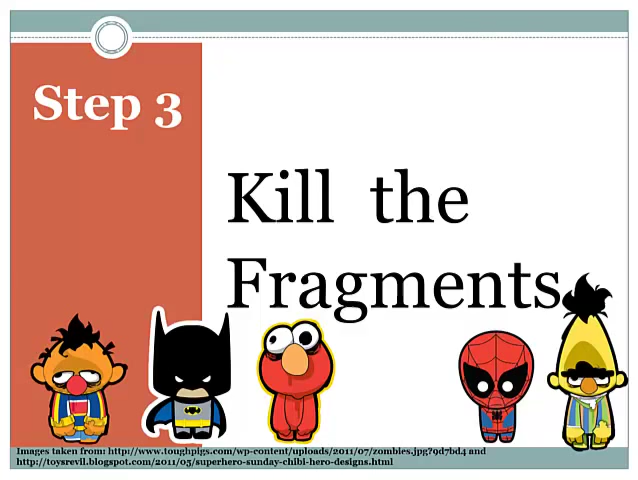 Step 3
Kill the
Fragments
Images taken from: http://www.toughpigs.com/wp-content/uploads/2011/07/zombies.jpg?9d7bd4 and
http://toysrevil.blogspot.com/2011/05/superhero-sunday-chibi-hero-designs.html